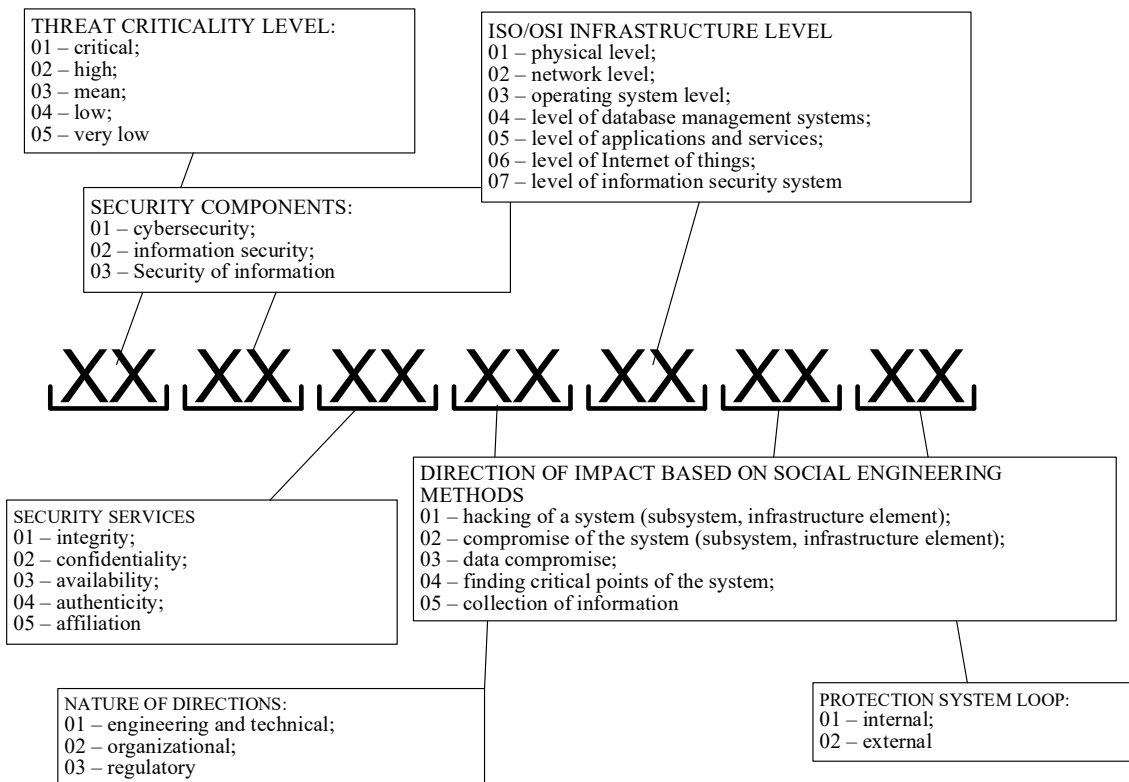 THREAT CRITICALITY LEVEL:
01 – critical;
02 – high;
03 – mean;
04 – low;
05 – very low
ISO/OSI INFRASTRUCTURE LEVEL
01 – physical level;
02 – network level;
03 – operating system level;
04 – level of database management systems;
05 – level of applications and services;
06 – level of Internet of things;
07 – level of information security system
SECURITY COMPONENTS:
01 – cybersecurity;
02 – information security;
03 – Security of information
XX XX XX XX XX XX XX
DIRECTION OF IMPACT BASED ON SOCIAL ENGINEERING
METHODS
01 – hacking of a system (subsystem, infrastructure element);
02 – compromise of the system (subsystem, infrastructure element);
03 – data compromise;
04 – finding critical points of the system;
05 – collection of information
SECURITY SERVICES
01 – integrity;
02 – confidentiality;
03 – availability;
04 – authenticity;
05 – affiliation
NATURE OF DIRECTIONS:
01 – engineering and technical;
02 – organizational;
03 – regulatory
PROTECTION SYSTEM LOOP:
01 – internal;
02 – external